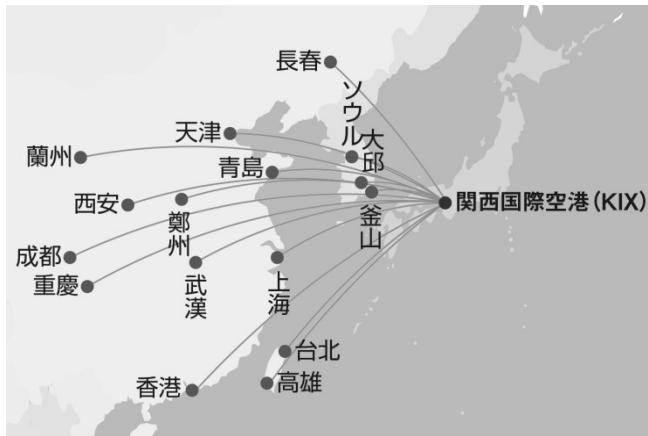 長春
ソウル
大邱
天津
蘭州
青島
西安
鄭州
釜山
関西国際空港(KIX)
成都
重慶
武漢
上海
台北
香港
高雄